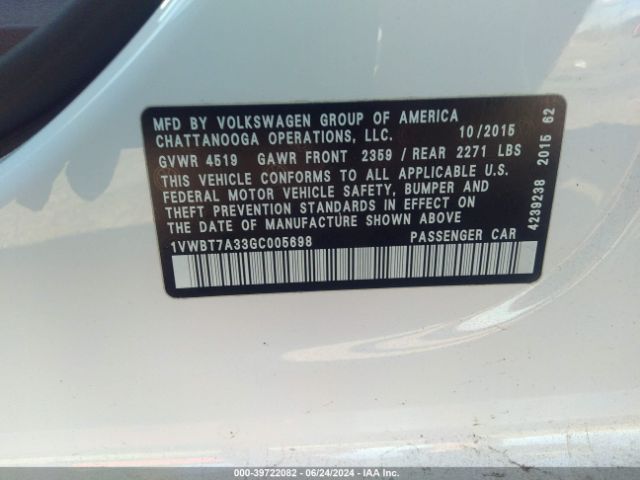 MFD BY VOLKSWAGEN GROUP OF AMERICA
CHATTANOOGA OPERATIONS, LLC. 10/2015
GVWR 4519 GAWR FRONT 2359 / REAR 2271 LBS
THIS VEHICLE CONFORMS TO ALL APPLICABLE U.S.
FEDERAL MOTOR VEHICLE SAFETY, BUMPER AND
THEFT PREVENTION STANDARDS IN EFFECT ON
THE DATE OF MANUFACTURE SHOWN ABOVE
1VWBT7A33GC005698 PASSENGER CAR
4239238 2015 62
000-39722082 - 06/24/2024 - IAA Inc.